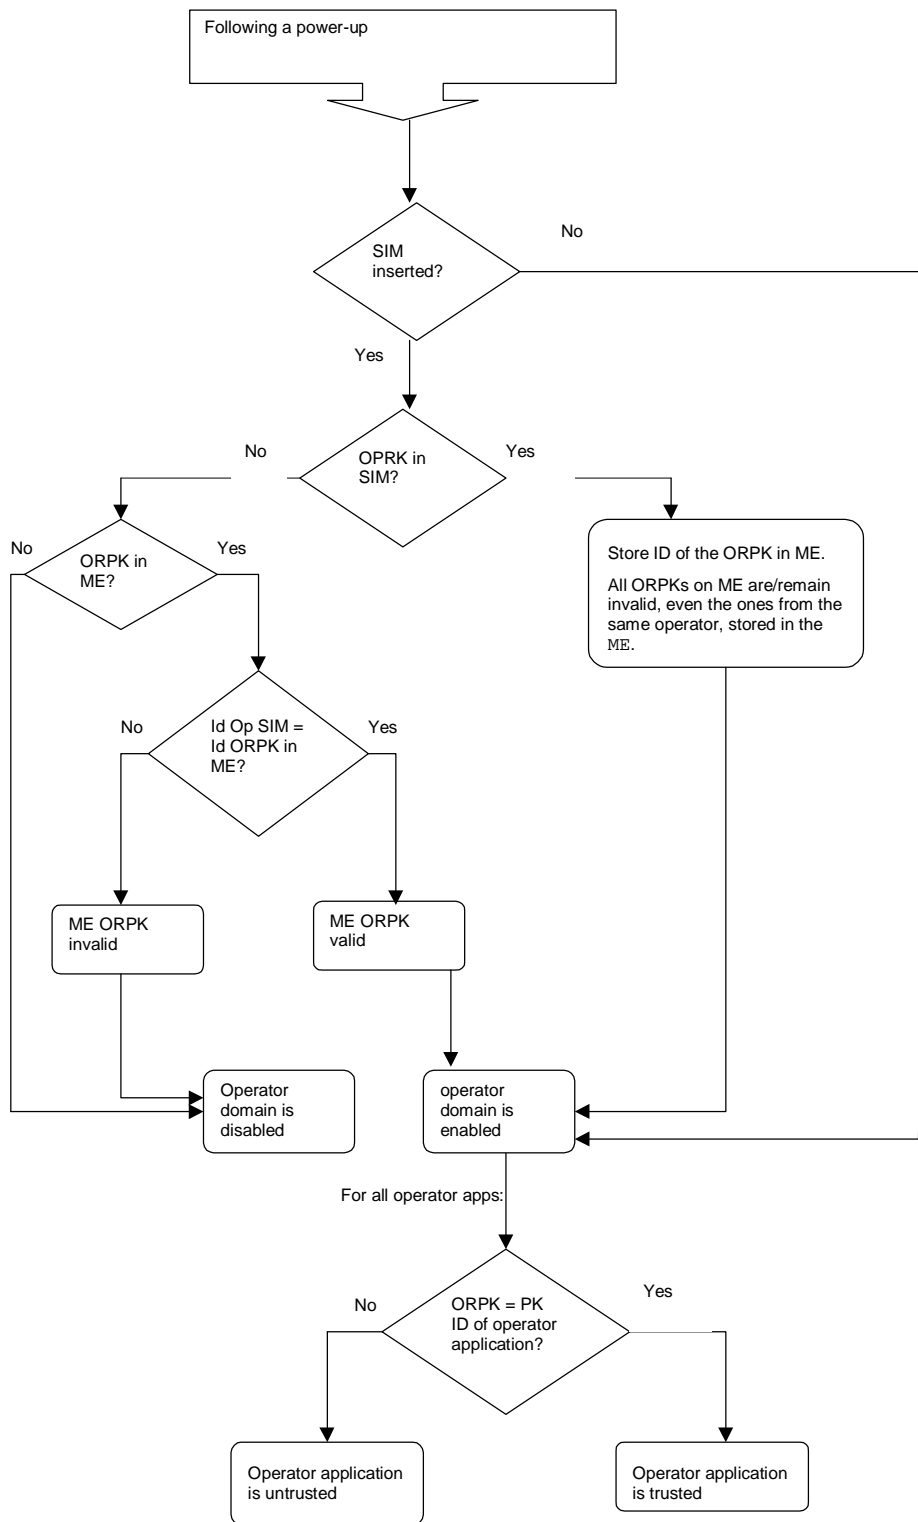 Following a power-up
No
SIM
inserted?
Yes
No
OPRK in
SIM?
Yes
No
ORPK in
ME?
Yes
Store ID of the ORPK in ME.
All ORPKs on ME are/remain
invalid, even the ones from the
same operator, stored in the
ME.
No
Id Op SIM =
Id ORPK in
ME?
Yes
ME ORPK
invalid
ME ORPK
valid
Operator
domain is
disabled
operator
domain is
enabled
For all operator apps:
No
ORPK = PK
ID of operator
application?
Yes
Operator application
is untrusted
Operator application
is trusted